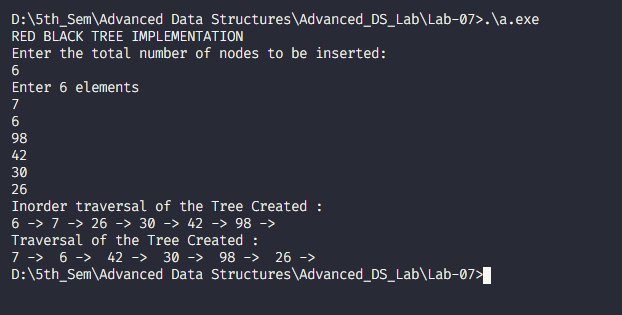 D:\5th_Sem\Advanced Data Structures\Advanced_DS_Lab\Lab-07>.\a.exe
RED BLACK TREE IMPLEMENTATION
Enter the total number of nodes to be inserted:
6
Enter 6 elements
7
6
98
42
30
26
Inorder traversal of the Tree Created :
6 -> 7 -> 26 -> 30 -> 42 -> 98 ->
Traversal of the Tree Created :
7 ->  6 ->  42 ->  30 ->  98 ->  26 ->
D:\5th_Sem\Advanced Data Structures\Advanced_DS_Lab\Lab-07>